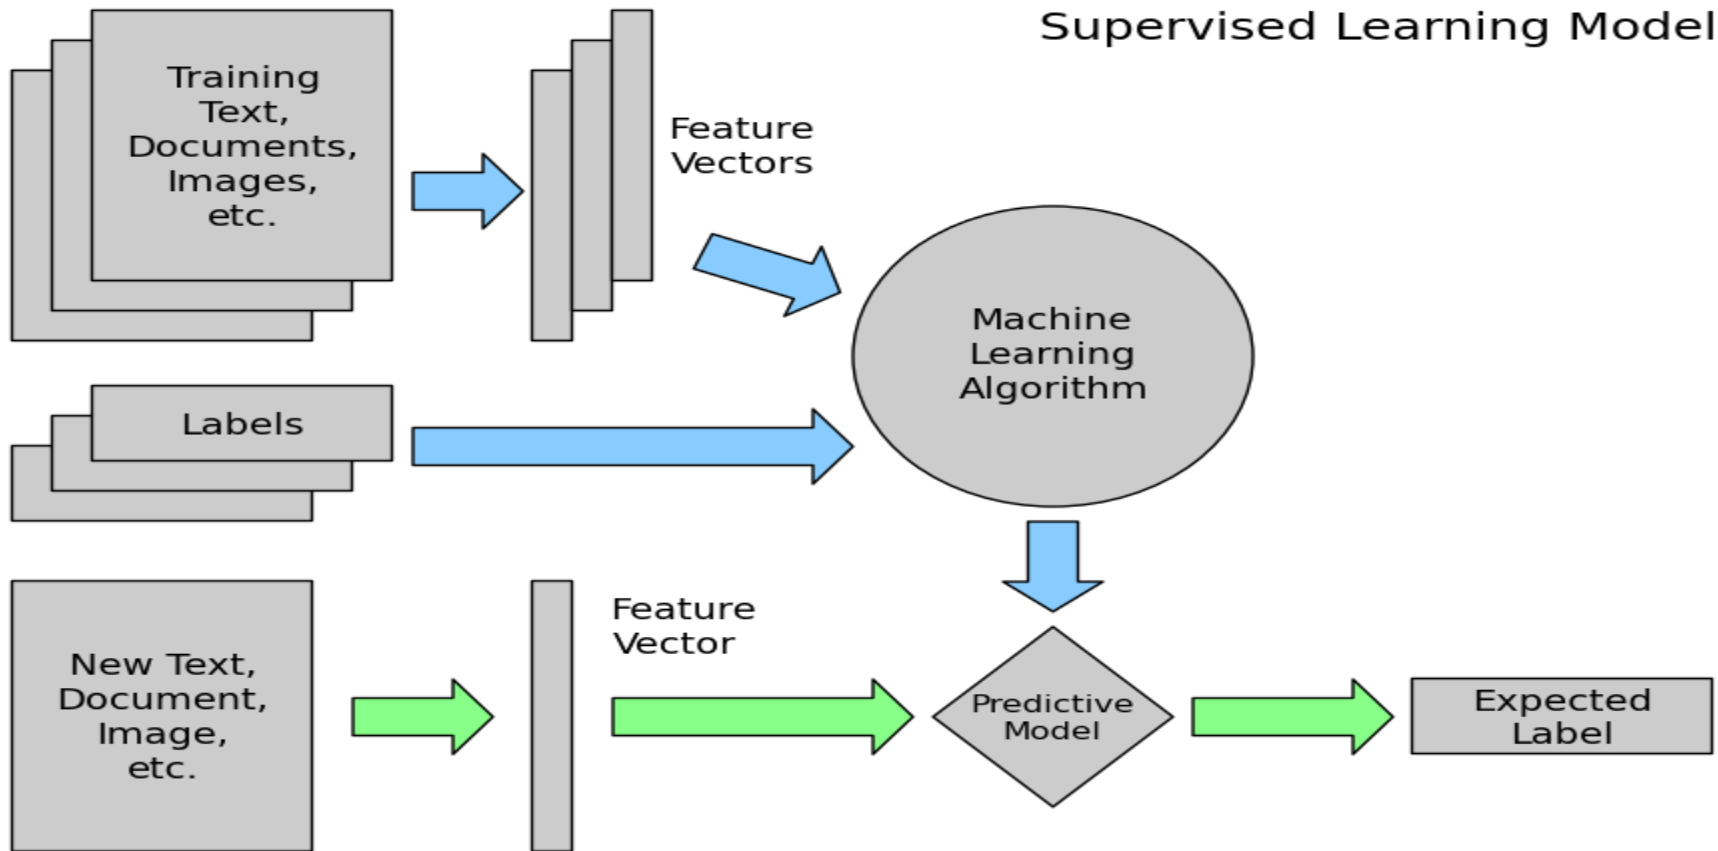 Supervised Learning Model
Training
Text,
Documents,
Images,
etc.
Feature
Vectors
Machine
Learning
Algorithm
Labels
New Text,
Document,
Image,
etc.
Feature
Vector
Predictive
Model
Expected
Label